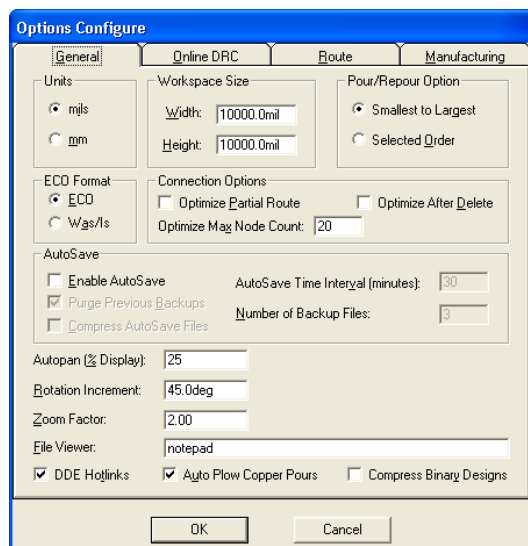 Options Configure
General Online DRC Route Manufacturing
Units Workspace Size Pour/Repour Option
mils Width: 10000.0mil Smallest to Largest
mm Height: 10000.0mil Selected Order
ECO Format Connection Options
ECO Optimize Partial Route Optimize After Delete
Was/Is Optimize Max Node Count: 20
AutoSave
Enable AutoSave AutoSave Time Interval (minutes): 30
Purge Previous Backups Number of Backup Files: 3
Compress AutoSave Files
Autopan (% Display): 25
Rotation Increment: 45.0deg
Zoom Factor: 2.00
File Viewer: notepad
DDE Hotlinks Auto Plow Copper Pours Compress Binary Designs
OK Cancel